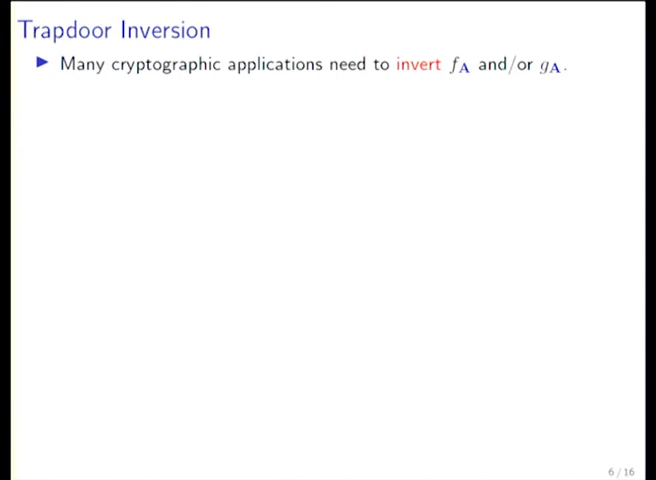 Trapdoor Inversion
▶ Many cryptographic applications need to invert f_A and/or g_A.
6 / 16